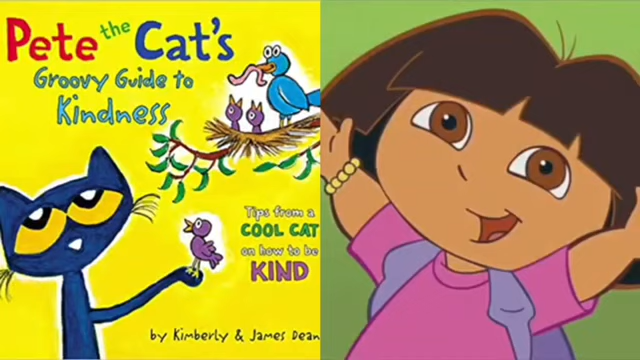 Pete the Cat's
Groovy Guide to
Kindness
Tips from a
COOL CAT
on how to be
KIND
by Kimberly & James Dean